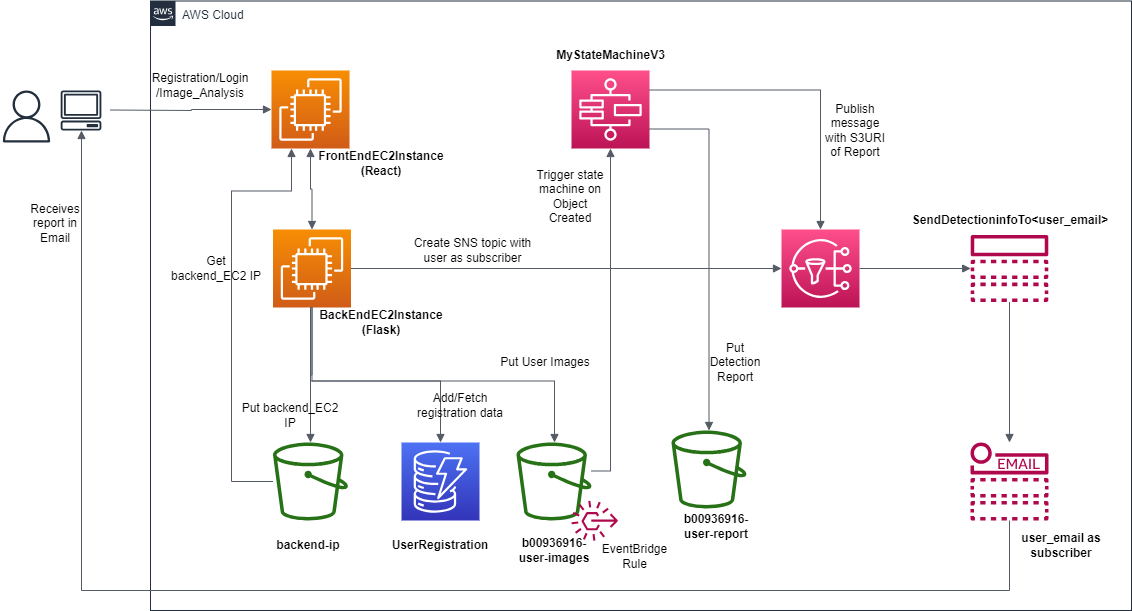 aws
AWS Cloud
Registration/Login
/Image_Analysis
MyStateMachineV3
Publish
message
with S3URI
of Report
FrontEndEC2Instance
(React)
Trigger state
machine on
Object
Created
Receives
report in
Email
SendDetectioninfoTo<user_email>
Get
backend_EC2 IP
Create SNS topic with
user as subscriber
BackEndEC2Instance
(Flask)
Put User Images
Put
Detection
Report
Put backend_EC2
IP
Add/Fetch
registration data
EMAIL
backend-ip
UserRegistration
b00936916-
user-images
EventBridge
Rule
b00936916-
user-report
user_email as
subscriber